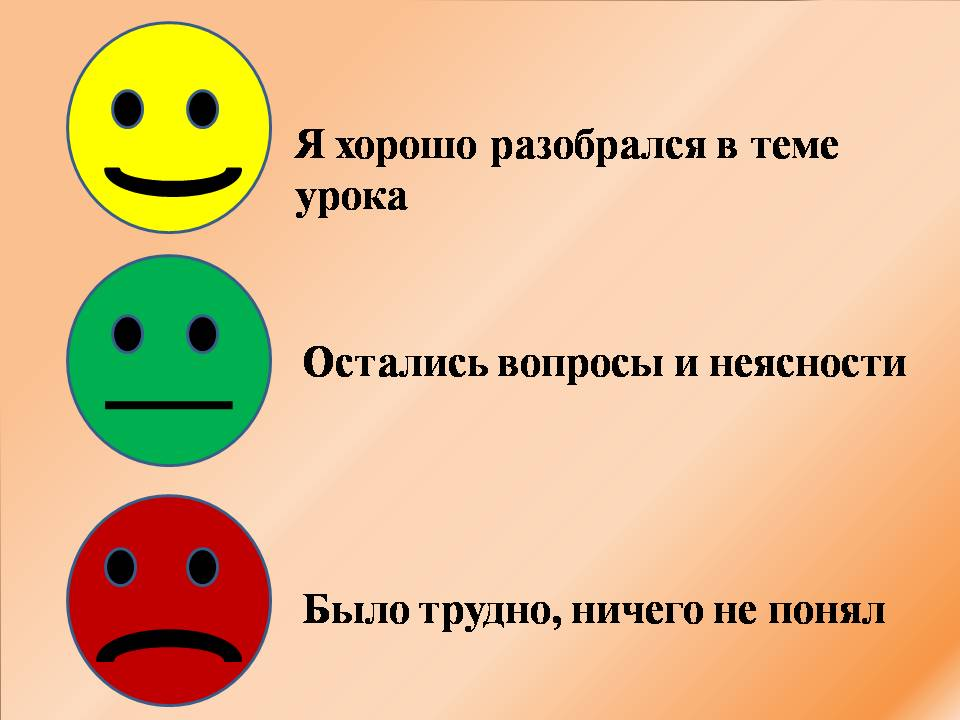 Я хорошо разобрался в теме
урока
Остались вопросы и неясности
Было трудно, ничего не понял